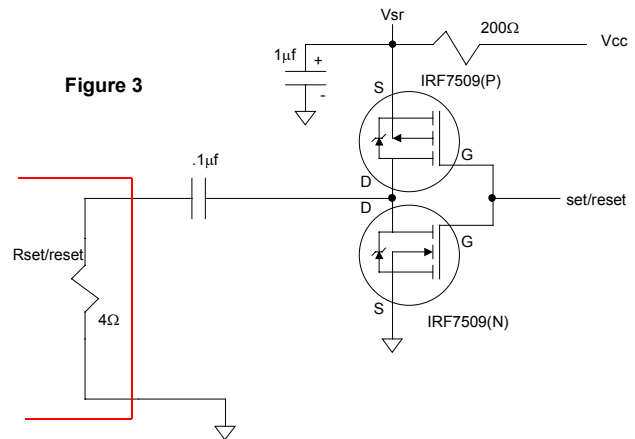 Vsr
200Ω
Vcc
1μf
+
-
Figure 3
S
IRF7509(P)
G
D
.1μf
D
set/reset
G
Rset/reset
4Ω
S
IRF7509(N)